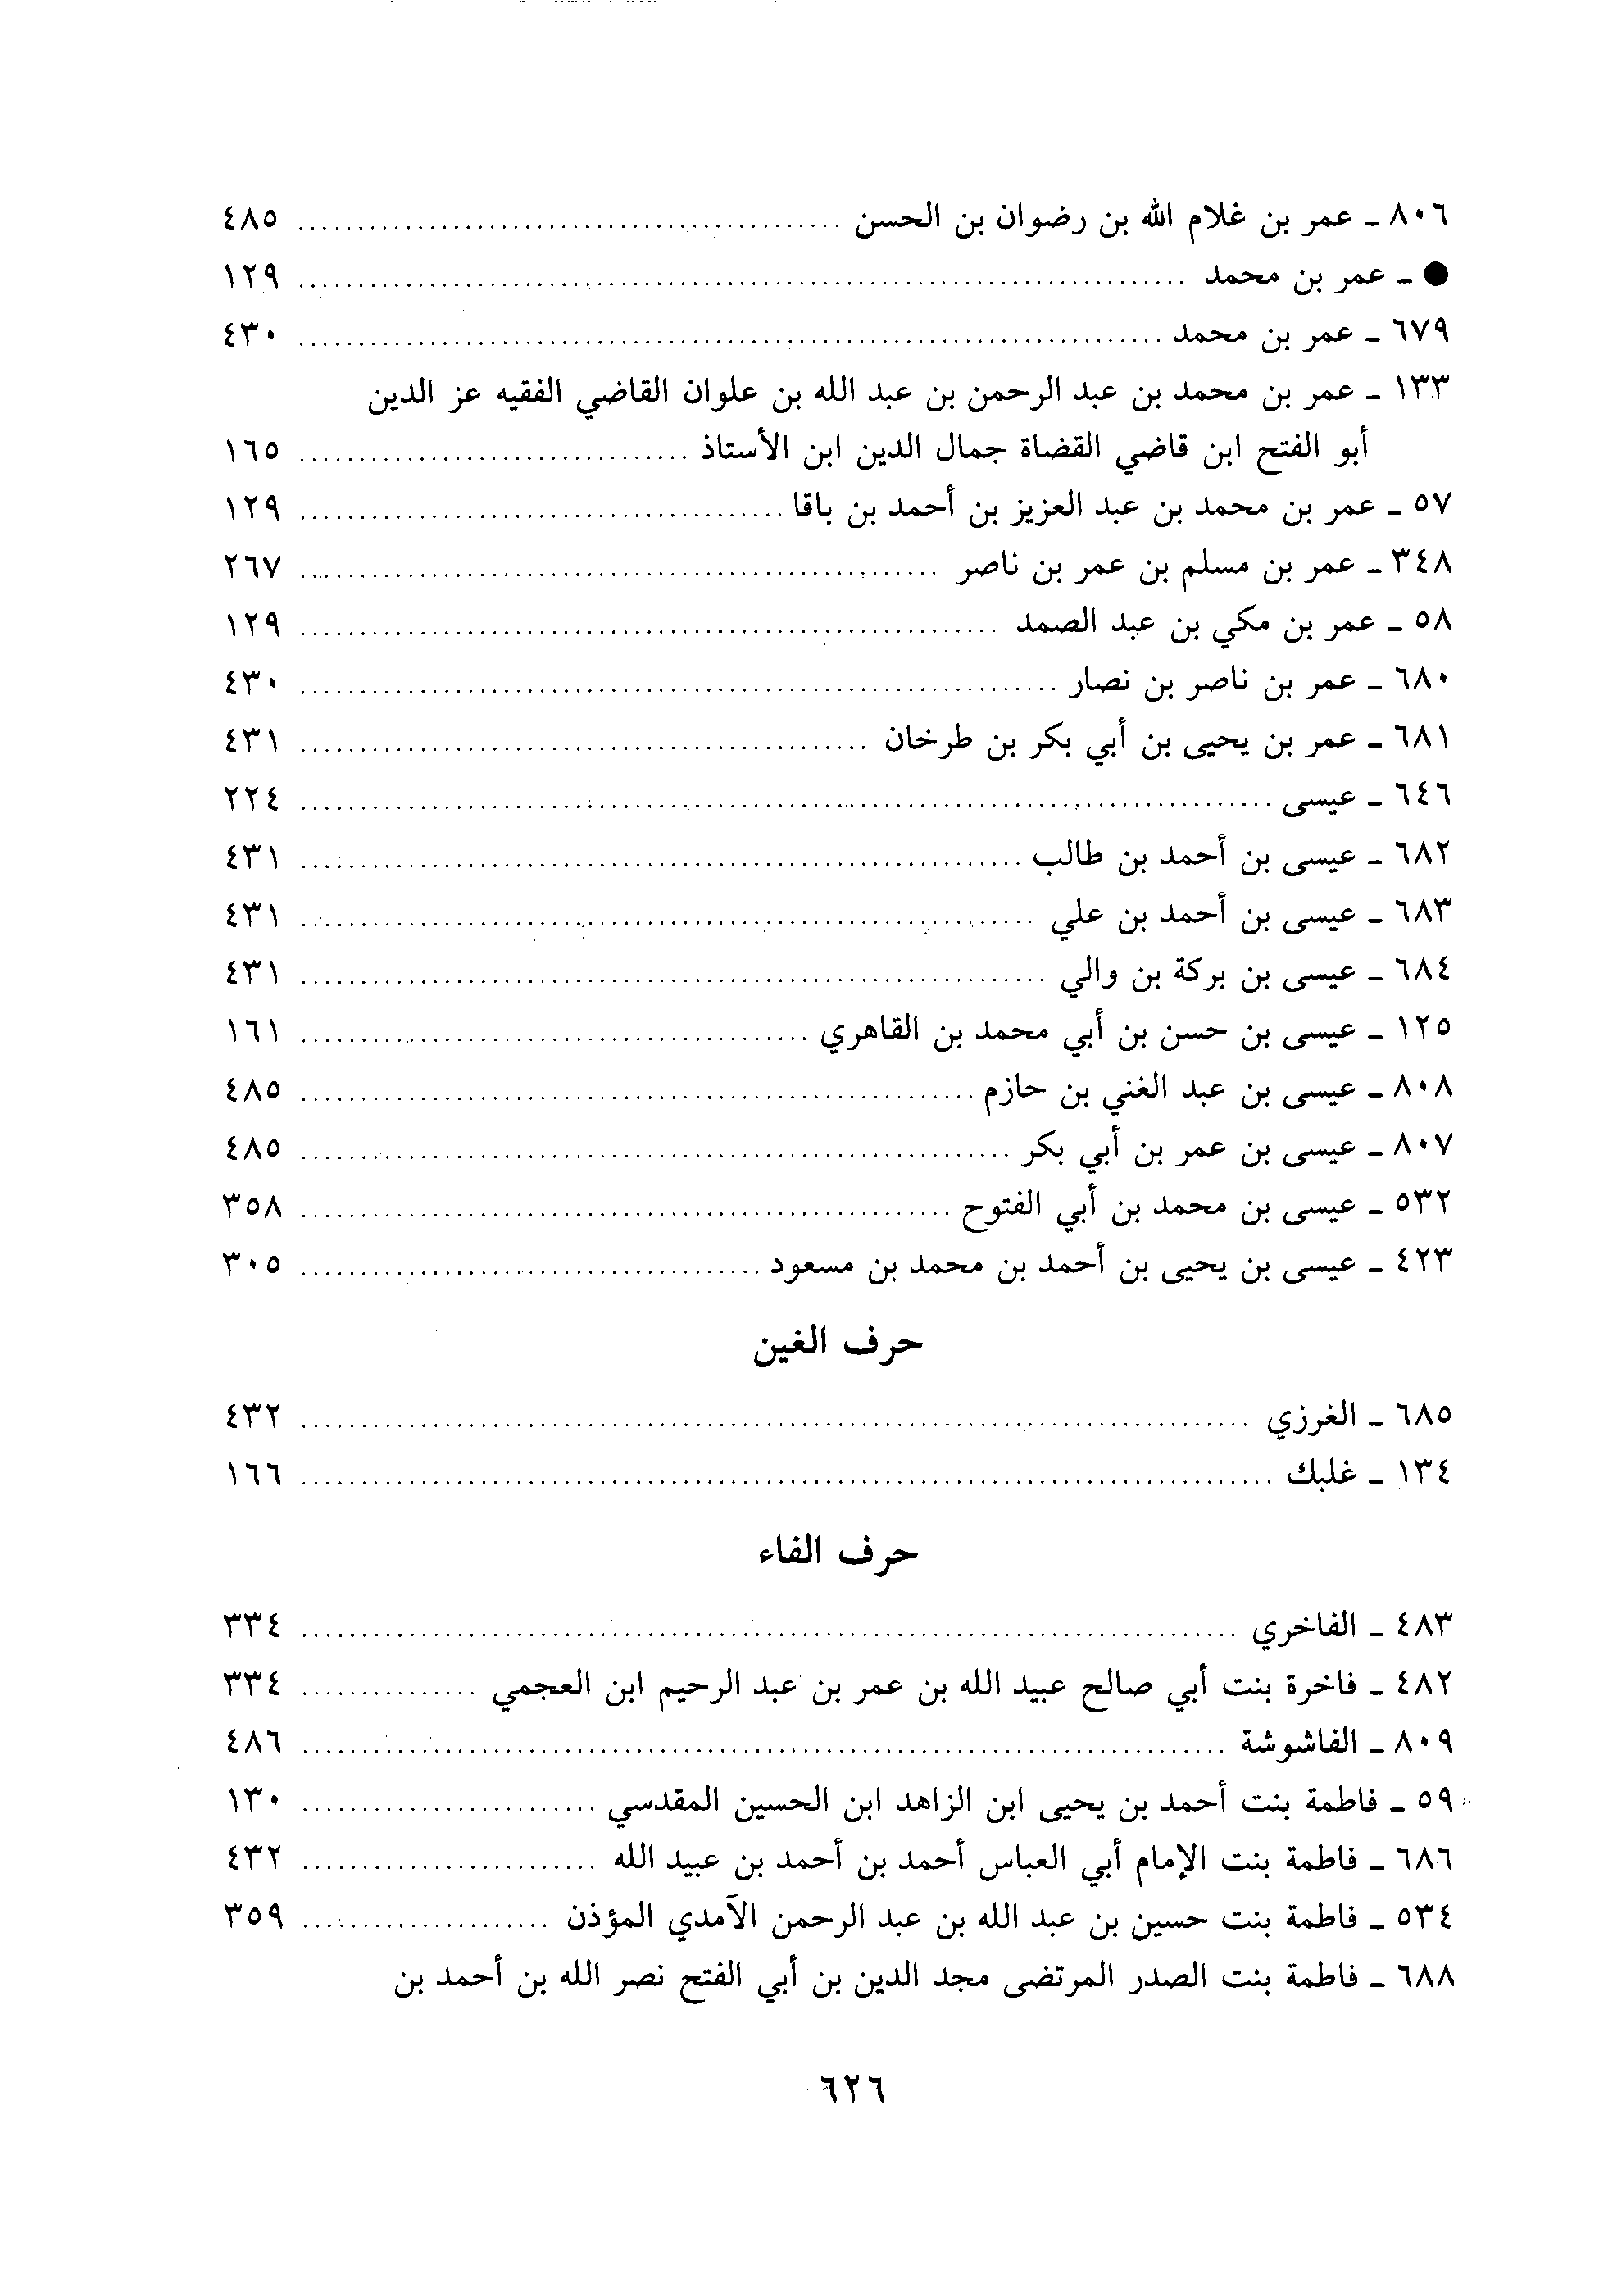 ٨٠٦ ـ عمر بن غلام الله بن رضوان بن الحسن ........ ٤٨٥
● ـ عمر بن محمد ........ ١٢٩
٦٧٩ ـ عمر بن محمد ........ ٤٣٠
١٣٣ ـ عمر بن محمد بن عبد الرحمن بن عبد الله بن علوان القاضي الفقيه عز الدين
أبو الفتح ابن قاضي القضاة جمال الدين ابن الأستاذ ........ ١٦٥
٥٧ ـ عمر بن محمد بن عبد العزيز بن أحمد بن باقا ........ ١٢٩
٣٤٨ ـ عمر بن مسلم بن عمر بن ناصر ........ ٢٦٧
٥٨ ـ عمر بن مكي بن عبد الصمد ........ ١٢٩
٦٨٠ ـ عمر بن ناصر بن نصار ........ ٤٣٠
٦٨١ ـ عمر بن يحيى بن أبي بكر بن طرخان ........ ٤٣١
٦٤٦ ـ عيسى ........ ٢٢٤
٦٨٢ ـ عيسى بن أحمد بن طالب ........ ٤٣١
٦٨٣ ـ عيسى بن أحمد بن علي ........ ٤٣١
٦٨٤ ـ عيسى بن بركة بن والي ........ ٤٣١
١٢٥ ـ عيسى بن حسن بن أبي محمد بن القاهري ........ ١٦١
٨٠٨ ـ عيسى بن عبد الغني بن حازم ........ ٤٨٥
٨٠٧ ـ عيسى بن عمر بن أبي بكر ........ ٤٨٥
٥٣٢ ـ عيسى بن محمد بن أبي الفتوح ........ ٣٥٨
٤٢٣ ـ عيسى بن يحيى بن أحمد بن محمد بن مسعود ........ ٣٠٥
حرف الغين
٦٨٥ ـ الغرزي ........ ٤٣٢
١٣٤ ـ غلبك ........ ١٦٦
حرف الفاء
٤٨٣ ـ الفاخري ........ ٣٣٤
٤٨٢ ـ فاخرة بنت أبي صالح عبيد الله بن عمر بن عبد الرحيم ابن العجمي ........ ٣٣٤
٨٠٩ ـ الفاشوشة ........ ٤٨٦
٥٩ ـ فاطمة بنت أحمد بن يحيى ابن الزاهد ابن الحسين المقدسي ........ ١٣٠
٦٨٦ ـ فاطمة بنت الإمام أبي العباس أحمد بن أحمد بن عبيد الله ........ ٤٣٢
٥٣٤ ـ فاطمة بنت حسين بن عبد الله بن عبد الرحمن الآمدي المؤذن ........ ٣٥٩
٦٨٨ ـ فاطمة بنت الصدر المرتضى مجد الدين بن أبي الفتح نصر الله بن أحمد بن
٦٢٦